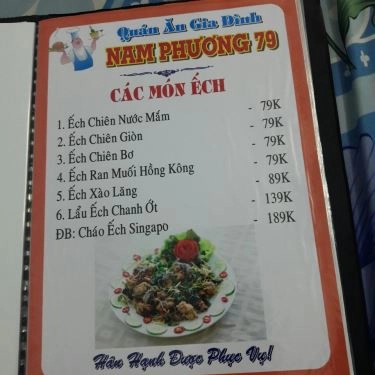 Quán Ăn Gia Đình
NAM PHƯƠNG 79
CÁC MÓN ẾCH
1. Ếch Chiên Nước Mắm - 79K
2. Ếch Chiên Giòn - 79K
3. Ếch Chiên Bơ - 79K
4. Ếch Ran Muối Hồng Kông - 79K
5. Ếch Xào Lăng - 89K
6. Lẩu Ếch Chanh Ớt - 139K
ĐB: Cháo Ếch Singapo - 189K
Hân Hạnh Được Phục Vụ!